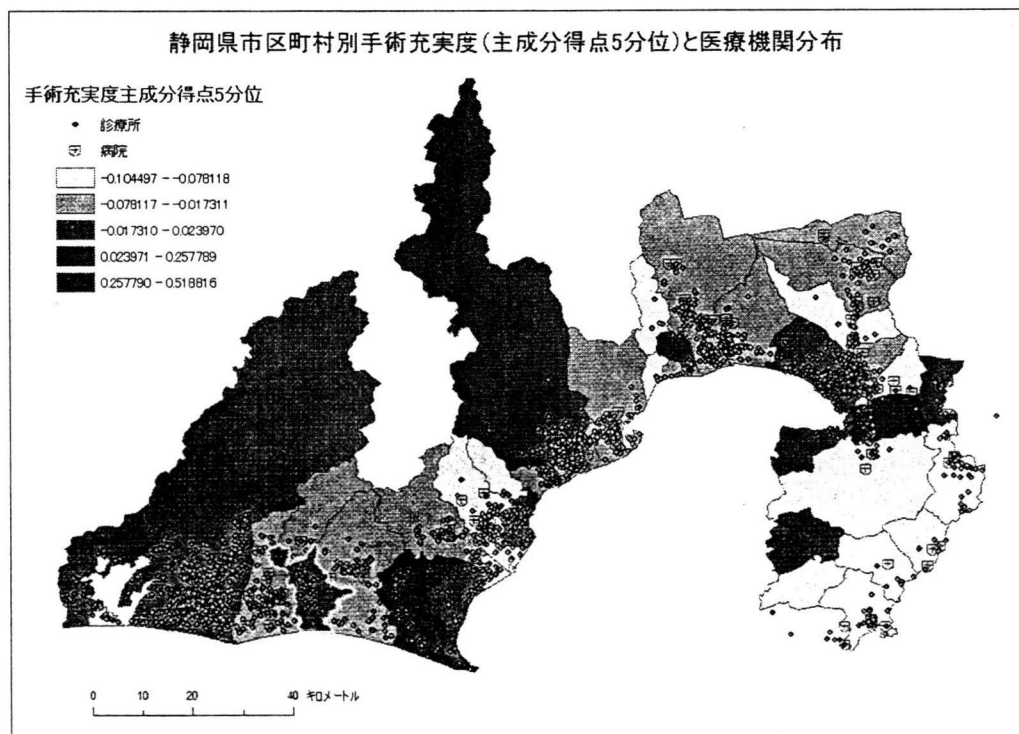 静岡県市区町村別手術充実度(主成分得点5分位)と医療機関分布
手術充実度主成分得点5分位
診療所
病院
-0.104497 - -0.078118
-0.078117 - -0.017311
-0.017310 - 0.023970
0.023971 - 0.257789
0.257790 - 0.518816
0 10 20 40 キロメートル